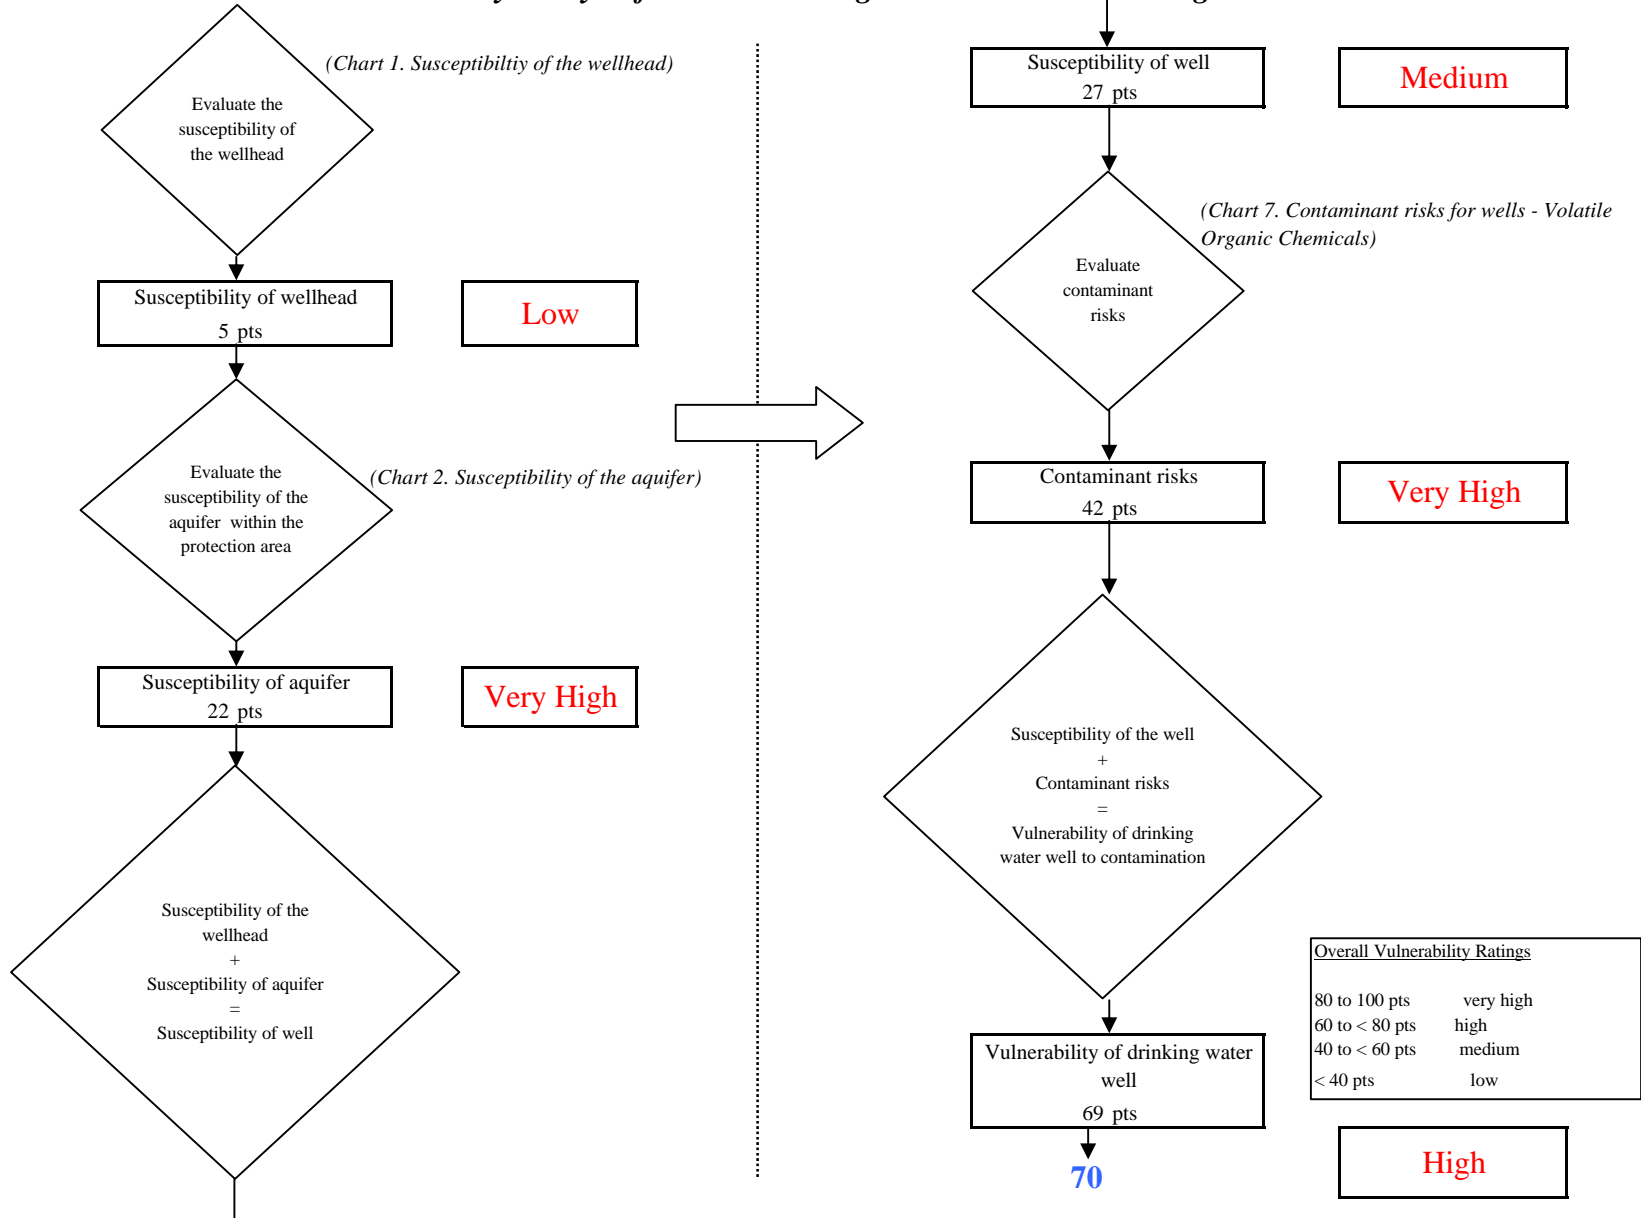 (Chart 1. Susceptibiltiy of the wellhead)
Evaluate the
susceptibility of
the wellhead
Susceptibility of wellhead
5 pts
Low
Evaluate the
susceptibility of the
aquifer within the
protection area
(Chart 2. Susceptibility of the aquifer)
Susceptibility of aquifer
22 pts
Very High
Susceptibility of the
wellhead
+
Susceptibility of aquifer
=
Susceptibility of well
Susceptibility of well
27 pts
Medium
(Chart 7. Contaminant risks for wells - Volatile
Organic Chemicals)
Evaluate
contaminant
risks
Contaminant risks
42 pts
Very High
Susceptibility of the well
+
Contaminant risks
=
Vulnerability of drinking
water well to contamination
Overall Vulnerability Ratings
80 to 100 pts very high
60 to < 80 pts high
40 to < 60 pts medium
< 40 pts low
Vulnerability of drinking water
well
69 pts
70
High